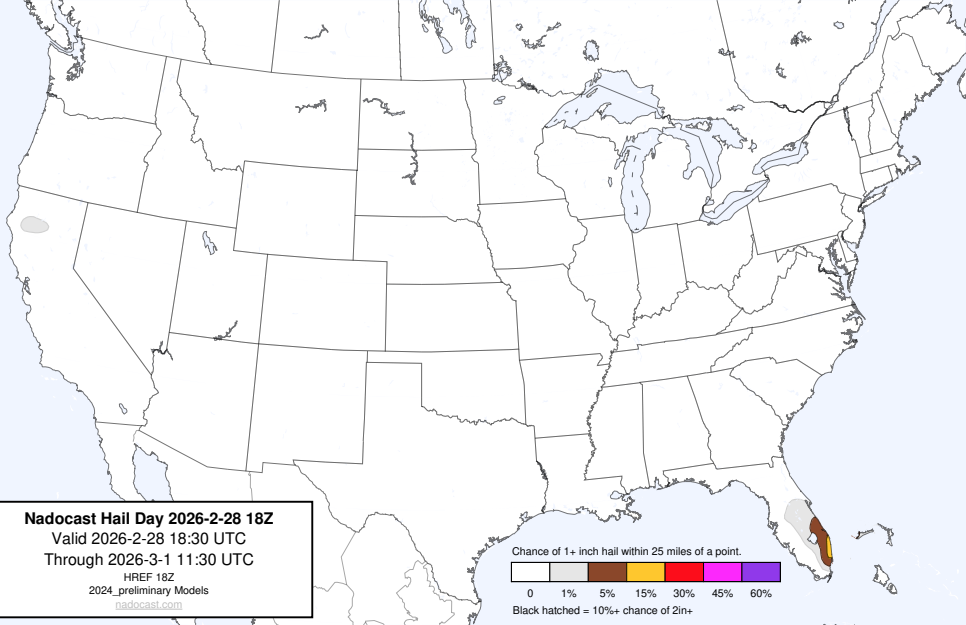 Nadocast Hail Day 2026-2-28 18Z
Valid 2026-2-28 18:30 UTC
Through 2026-3-1 11:30 UTC
HREF 18Z
2024_preliminary Models
nadocast.com
Chance of 1+ inch hail within 25 miles of a point.
0 1% 5% 15% 30% 45% 60%
Black hatched = 10%+ chance of 2in+